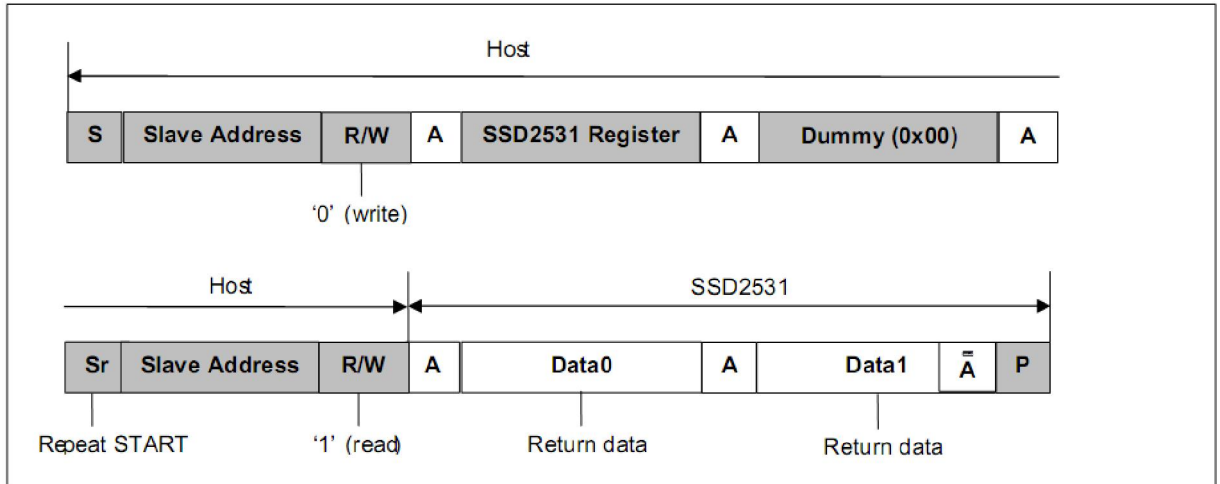 Host
S Slave Address R/W A SSD2531 Register A Dummy (0x00) A
‘0’ (write)
Host SSD2531
Sr Slave Address R/W A Data0 A Data1 Ā P
Repeat START ‘1’ (read) Return data Return data